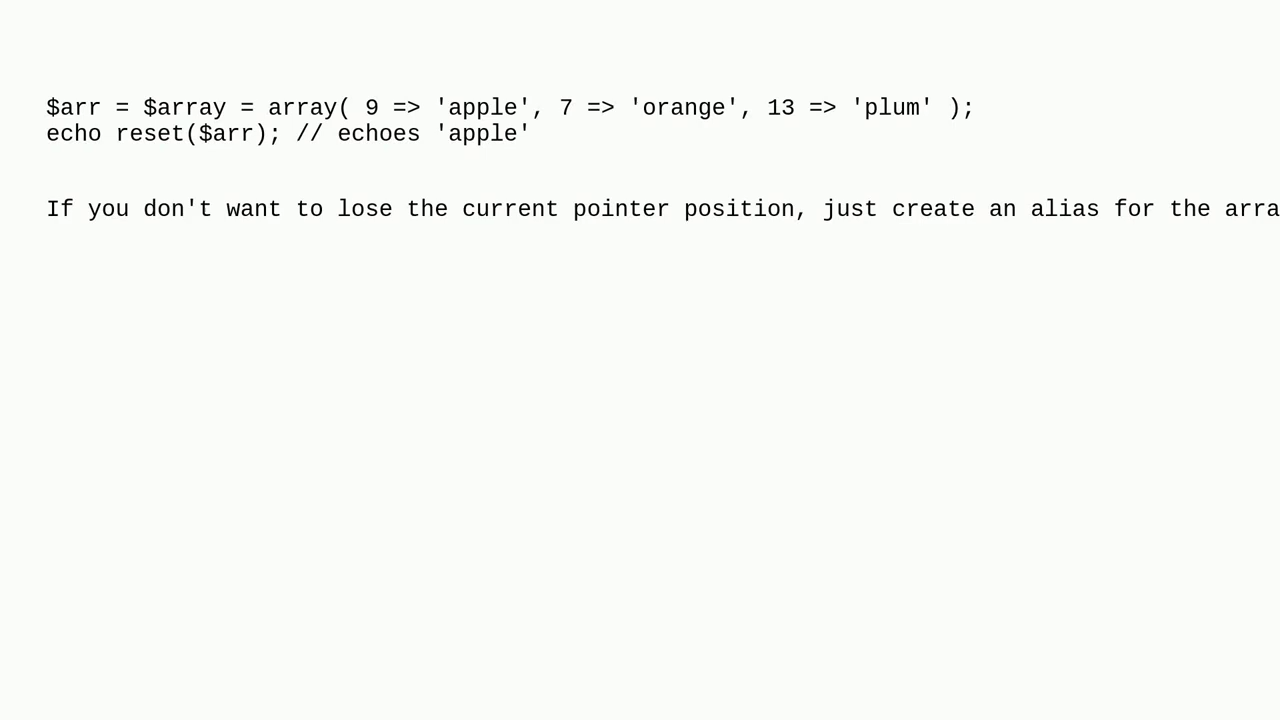 $arr = $array = array( 9 => 'apple', 7 => 'orange', 13 => 'plum' );
echo reset($arr); // echoes 'apple'
If you don't want to lose the current pointer position, just create an alias for the arra